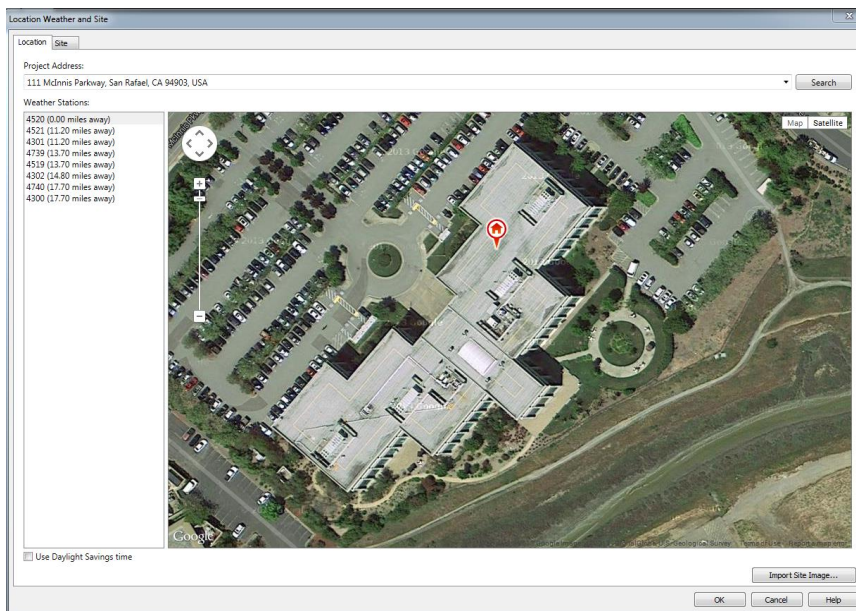 Location Weather and Site
Location
Site
Project Address:
111 McInnis Parkway, San Rafael, CA 94903, USA
Search
Weather Stations:
4520 (0.00 miles away)
4521 (11.20 miles away)
4301 (11.20 miles away)
4739 (13.70 miles away)
4519 (13.70 miles away)
4302 (14.80 miles away)
4740 (17.70 miles away)
4300 (17.70 miles away)
Map
Satellite
Google
Use Daylight Savings time
Import Site Image...
OK
Cancel
Help